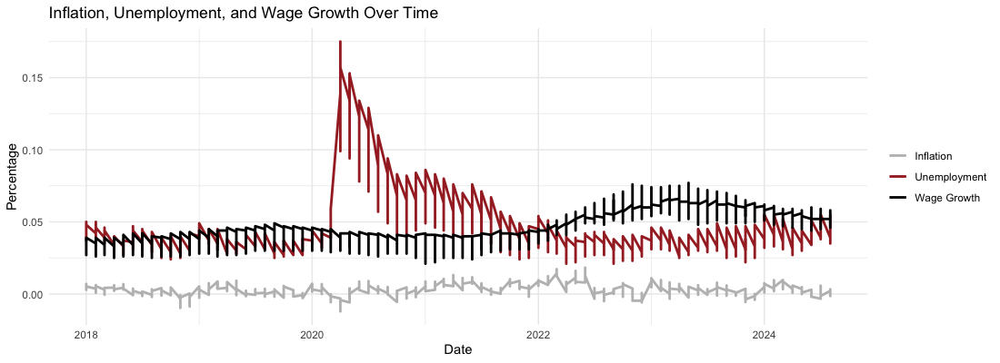 Inflation, Unemployment, and Wage Growth Over Time
Percentage
0.15
0.10
0.05
0.00
2018
2020
2022
2024
Date
Inflation
Unemployment
Wage Growth